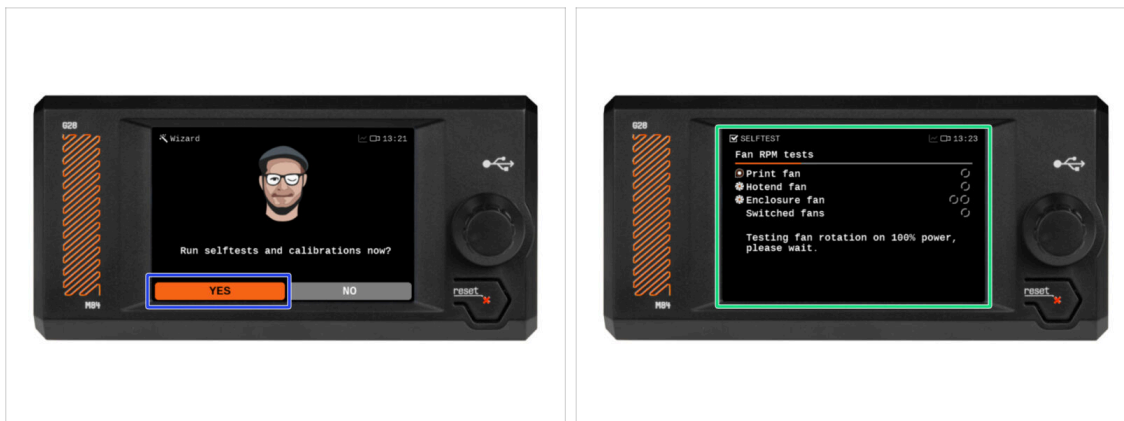 G28
Wizard
13:21
Run selftests and calibrations now?
YES
NO
reset
M84
G28
SELFTEST
13:23
Fan RPM tests
Print fan
Hotend fan
Enclosure fan
Switched fans
Testing fan rotation on 100% power,
please wait.
reset
M84